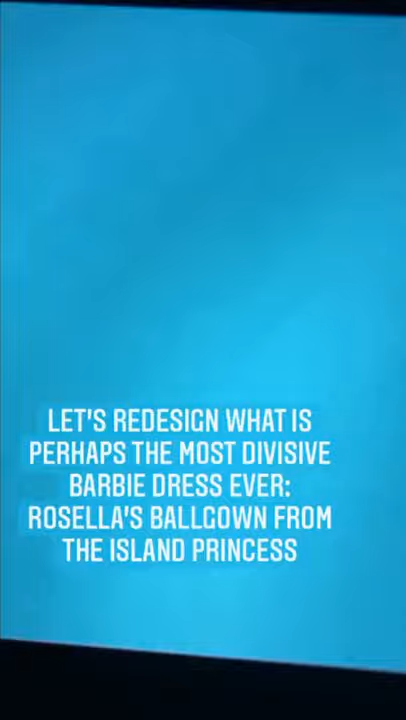 LET'S REDESIGN WHAT IS
PERHAPS THE MOST DIVISIVE
BARBIE DRESS EVER:
ROSELLA'S BALLGOWN FROM
THE ISLAND PRINCESS